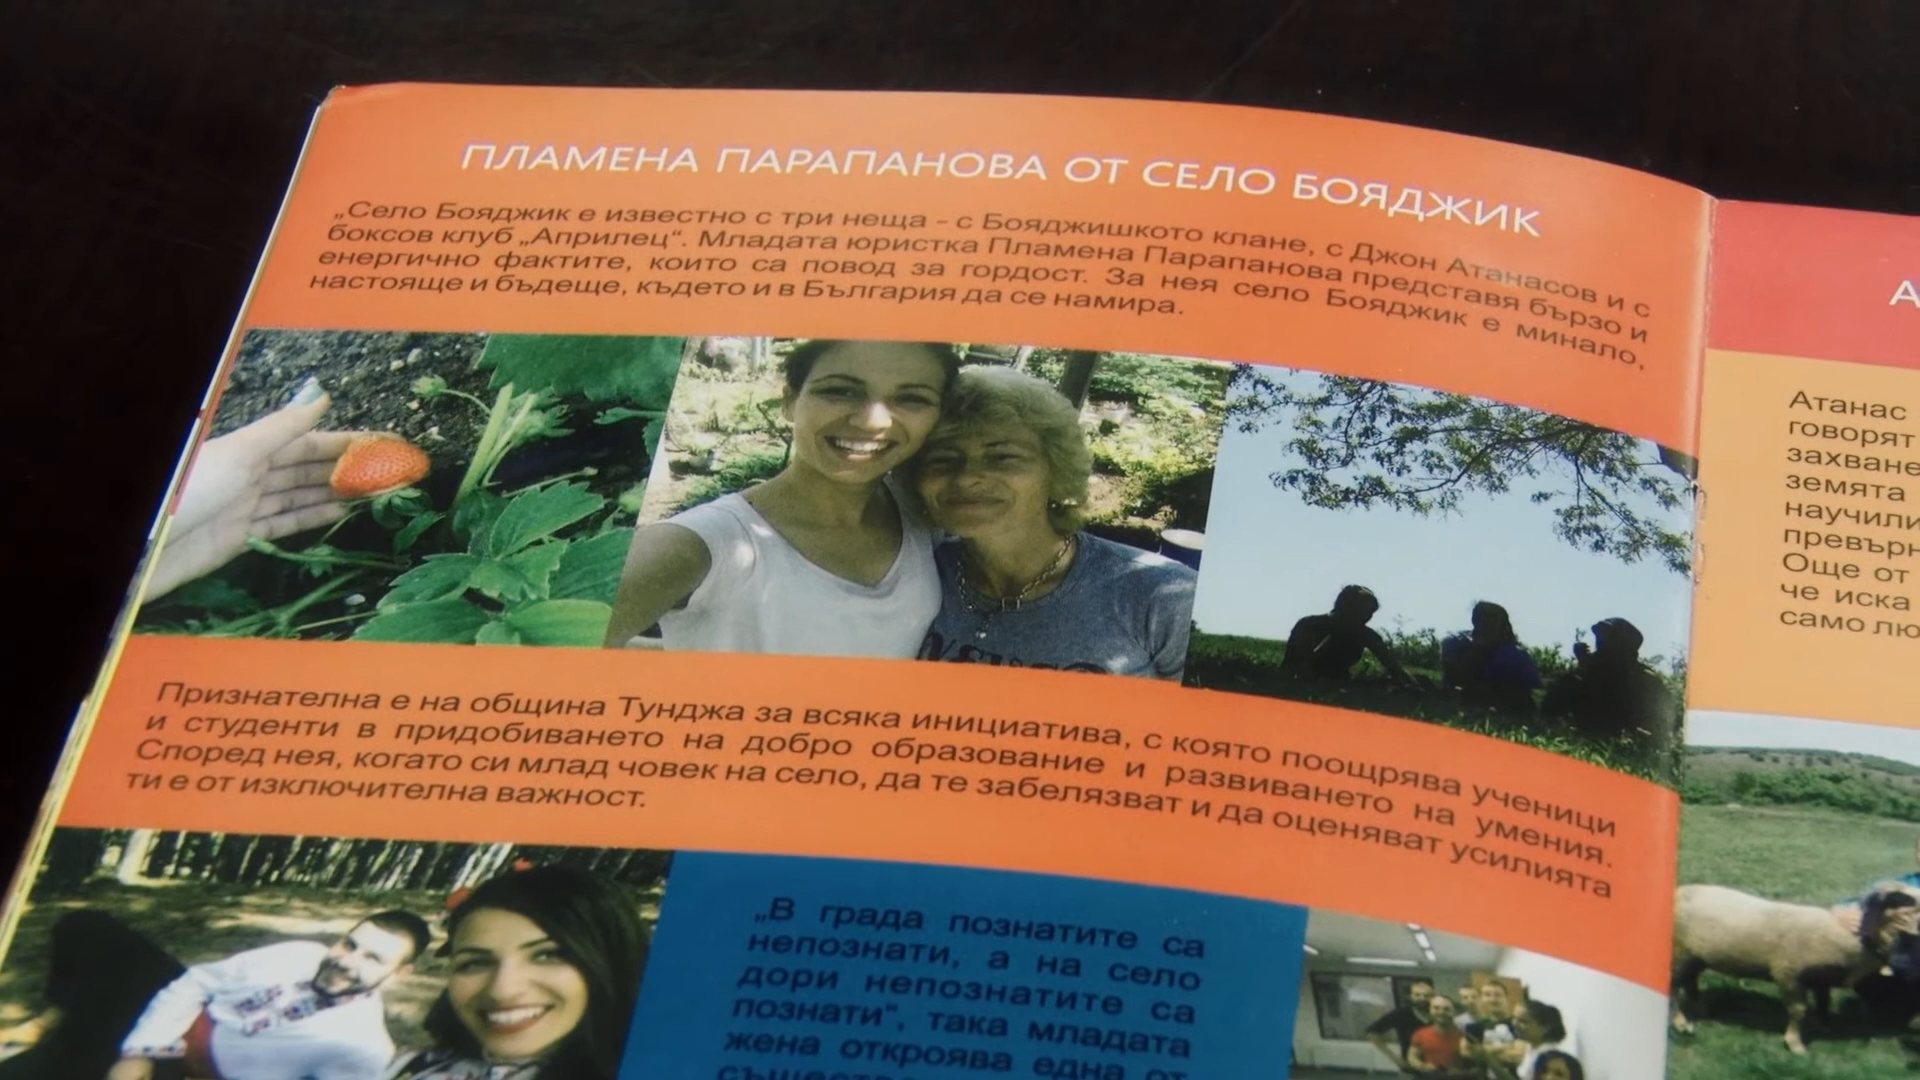 ПЛАМЕНА ПАРАПАНОВА ОТ СЕЛО БОЯДЖИК
„Село Бояджик е известно с три неща - с Бояджишкото клане, с Джон Атанасов и с
боксов клуб „Априлец“. Младата юристка Пламена Парапанова представя бързо и
енергично фактите, които са повод за гордост. За нея село Бояджик е минало,
настояще и бъдеще, където и в България да се намира.
Признателна е на община Тунджа за всяка инициатива, с която поощрява ученици
и студенти в придобиването на добро образование и развиването на умения.
Според нея, когато си млад човек на село, да те забелязват и да оценяват усилията
ти е от изключителна важност.
„В града познатите са
непознати, а на село
дори непознатите са
познати“, така младата
жена откроява една от
А
Атанас
говорят
захване
земята
научили
превърн
Още от
че иска
само лю